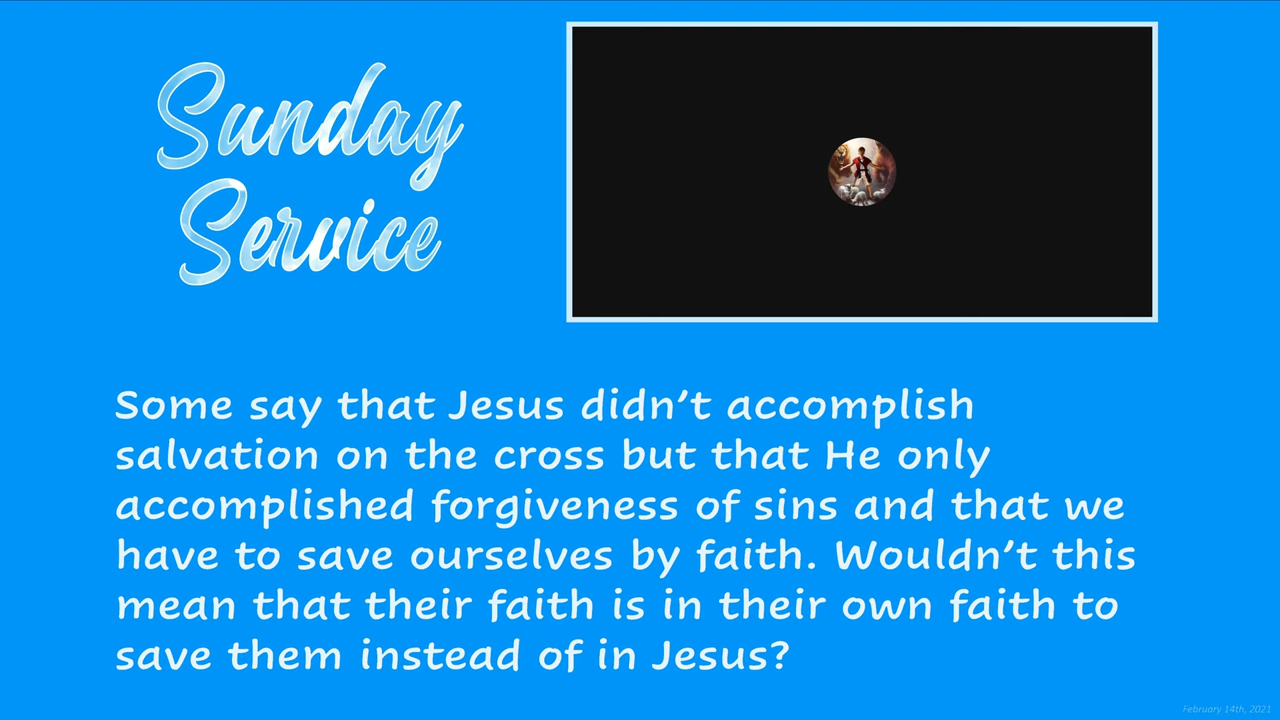 Sunday
Service
Some say that Jesus didn’t accomplish
salvation on the cross but that He only
accomplished forgiveness of sins and that we
have to save ourselves by faith. Wouldn’t this
mean that their faith is in their own faith to
save them instead of in Jesus?
February 14th, 2021